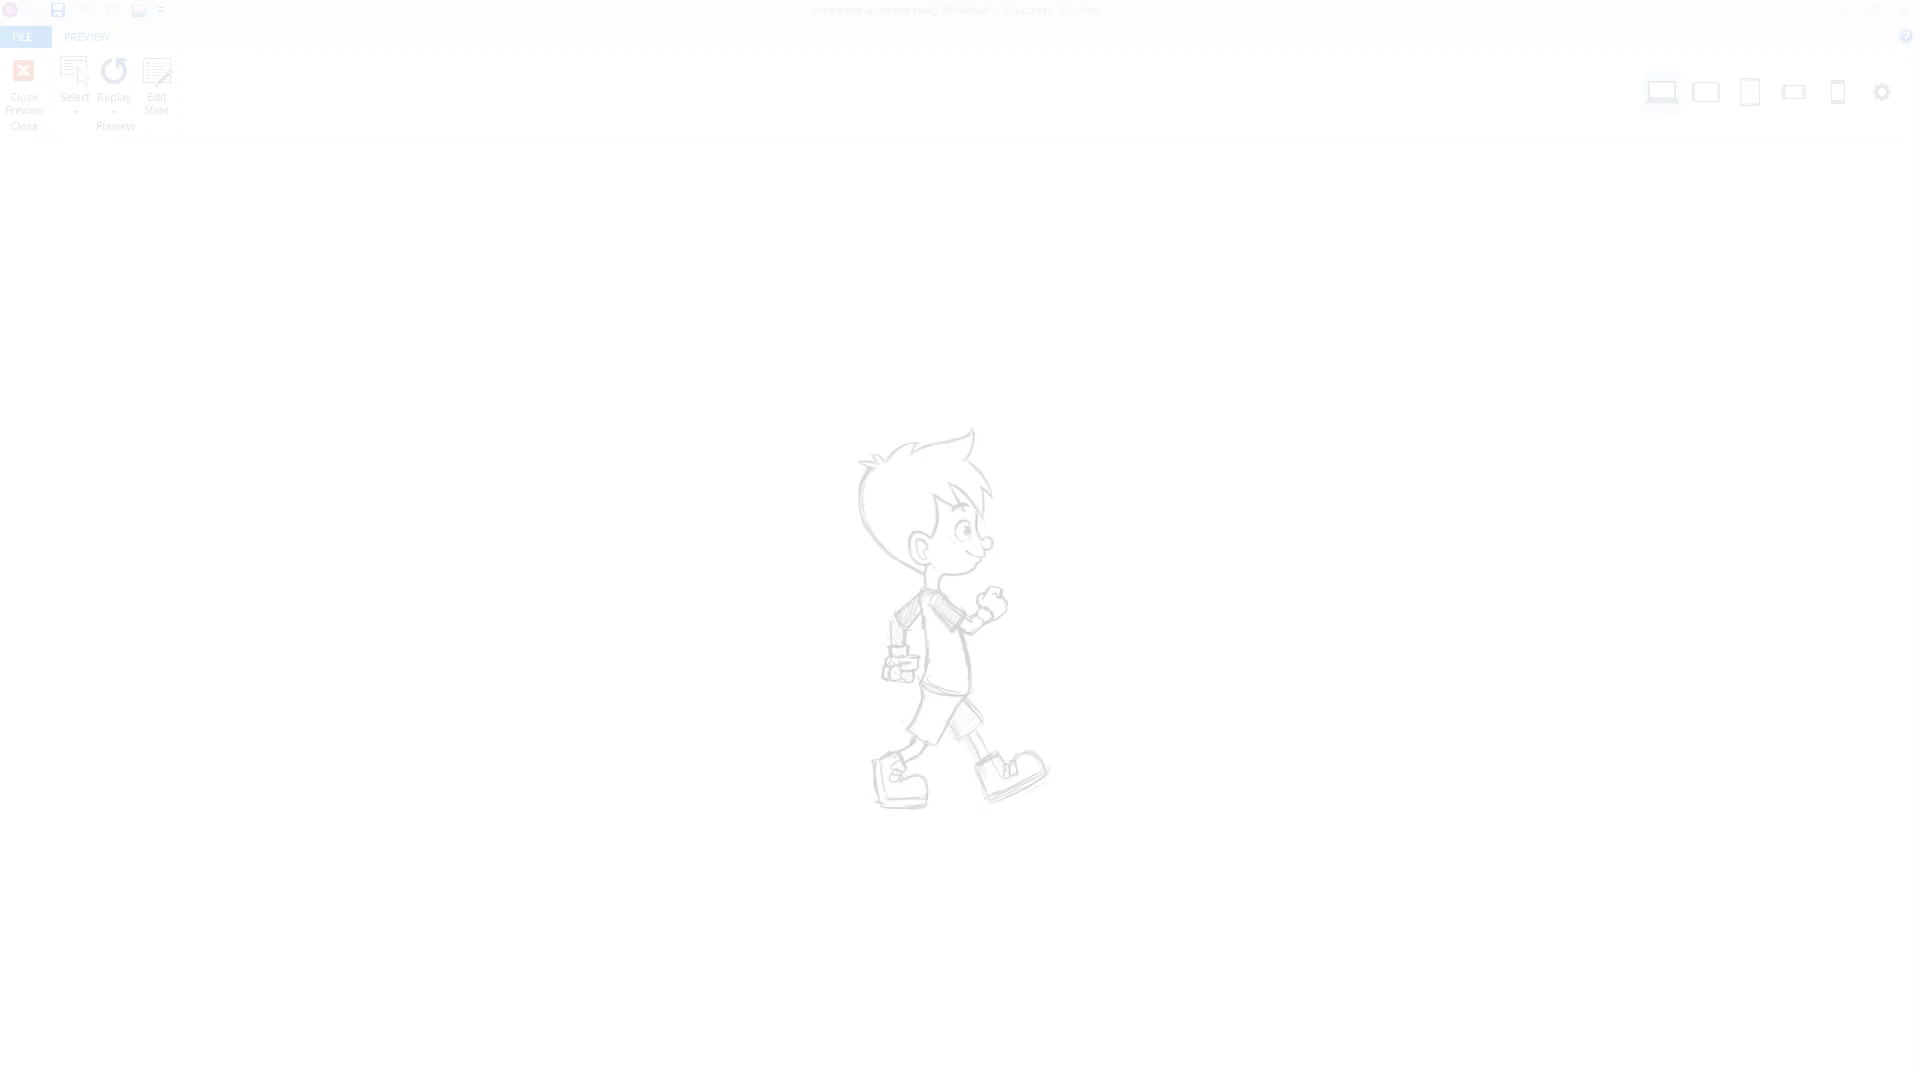 FILE
PREVIEW
Close
Preview
Select
Replay
Edit
Slide
Close
Preview